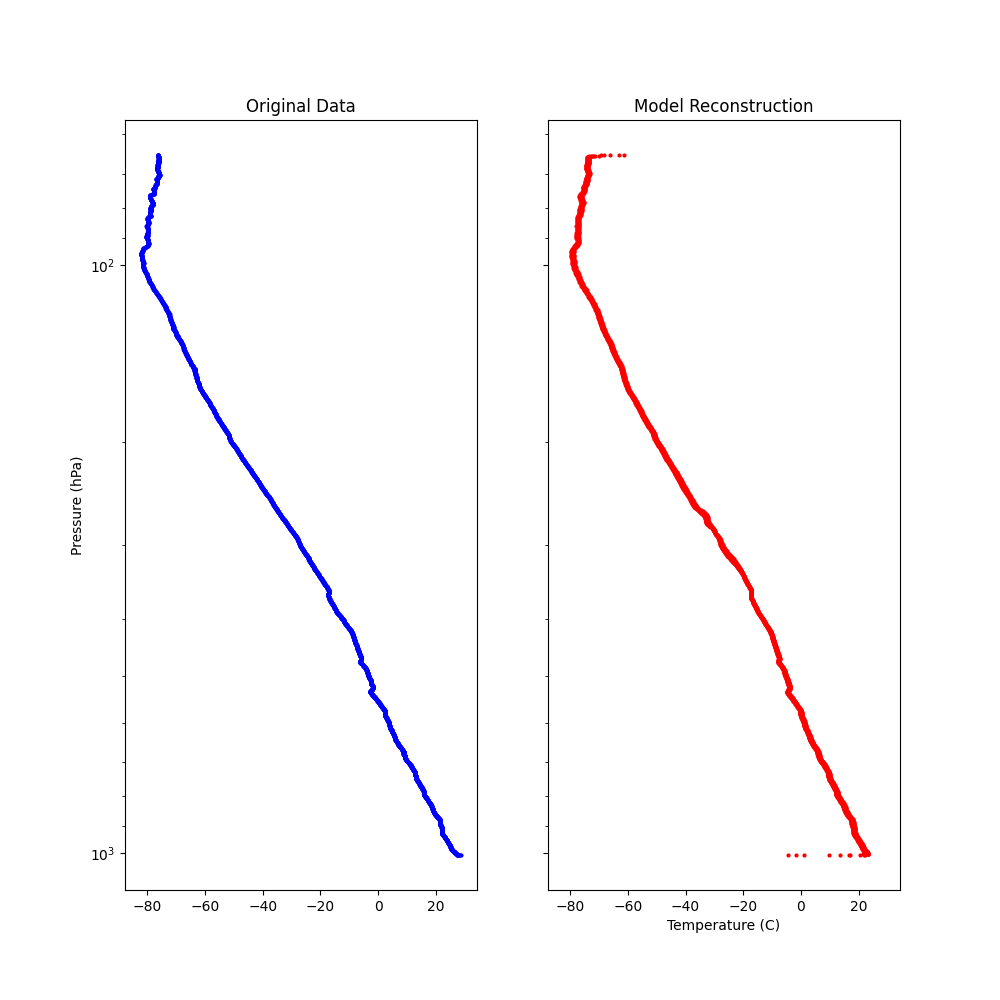 Original Data
Model Reconstruction
Pressure (hPa)
10²
10³
−80 −60 −40 −20 0 20
−80 −60 −40 −20 0 20
Temperature (C)